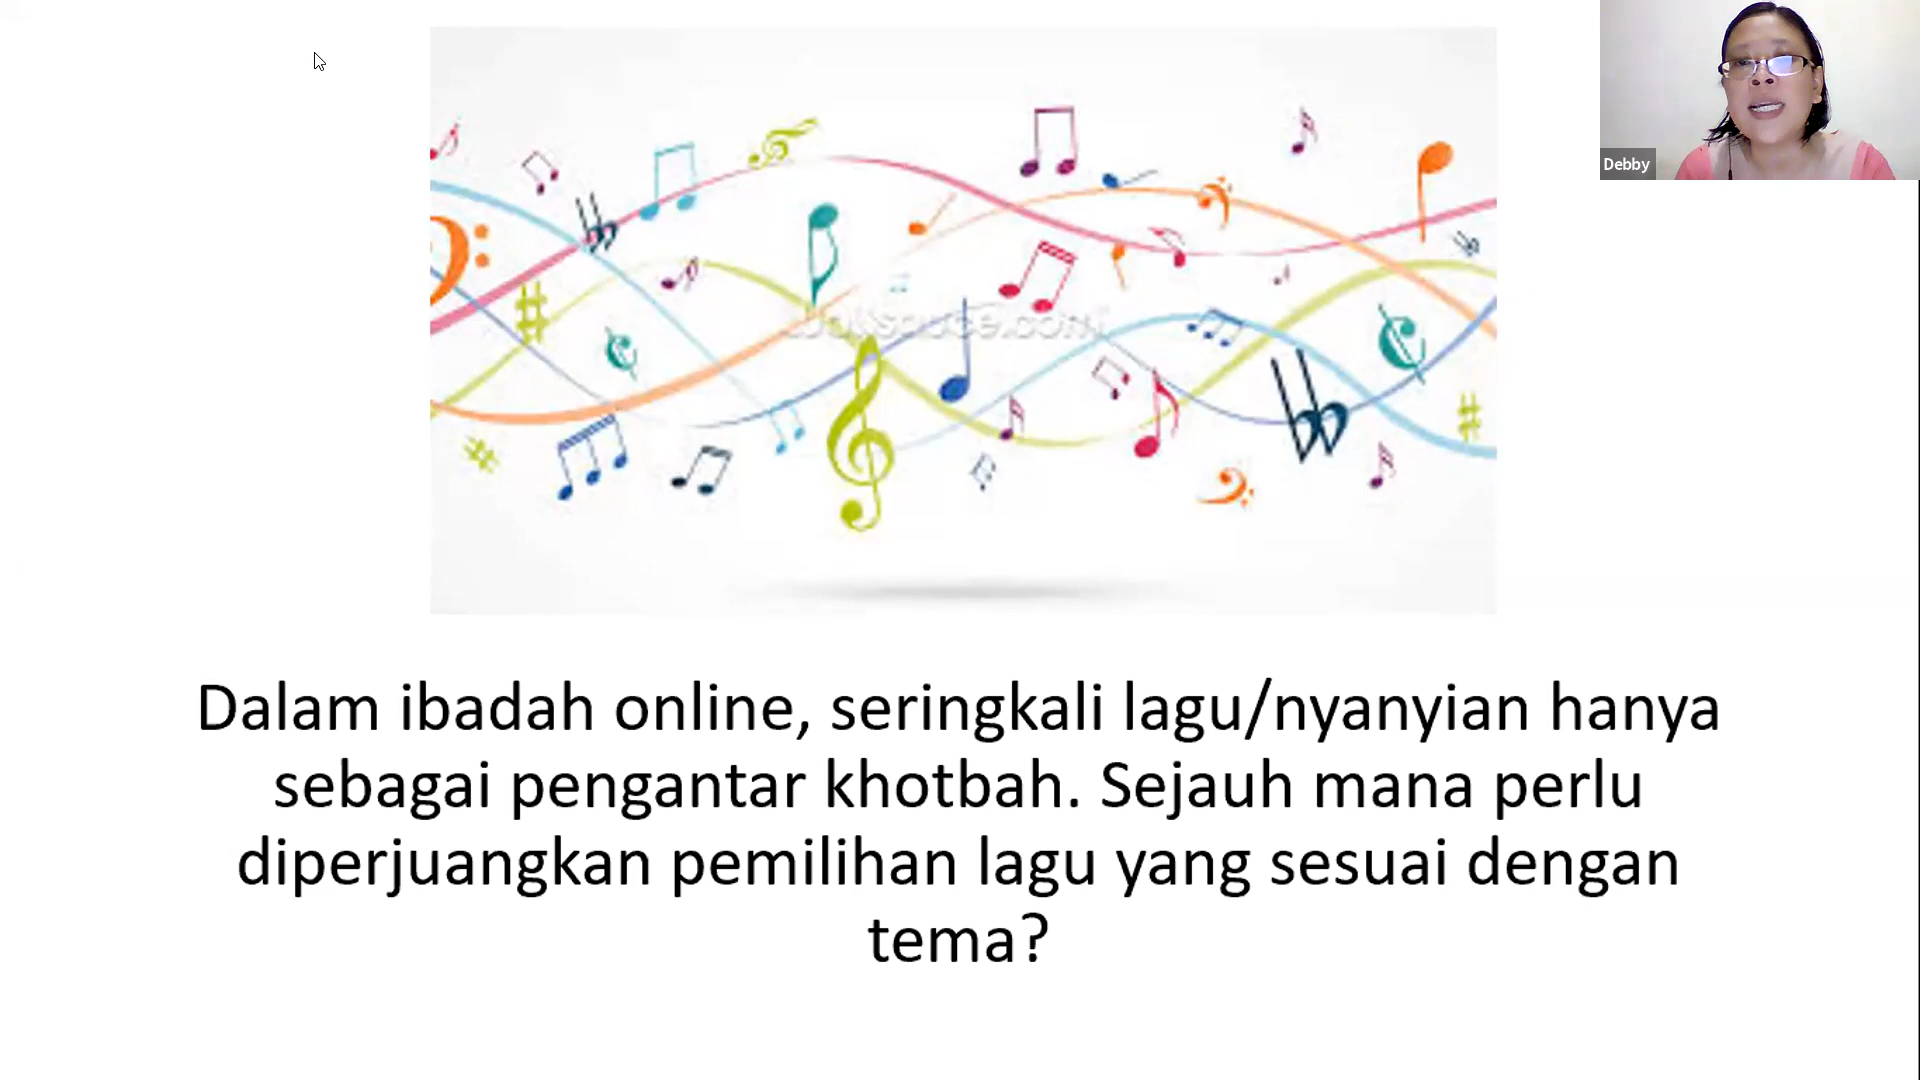 Debby
Dalam ibadah online, seringkali lagu/nyanyian hanya
sebagai pengantar khotbah. Sejauh mana perlu
diperjuangkan pemilihan lagu yang sesuai dengan
tema?